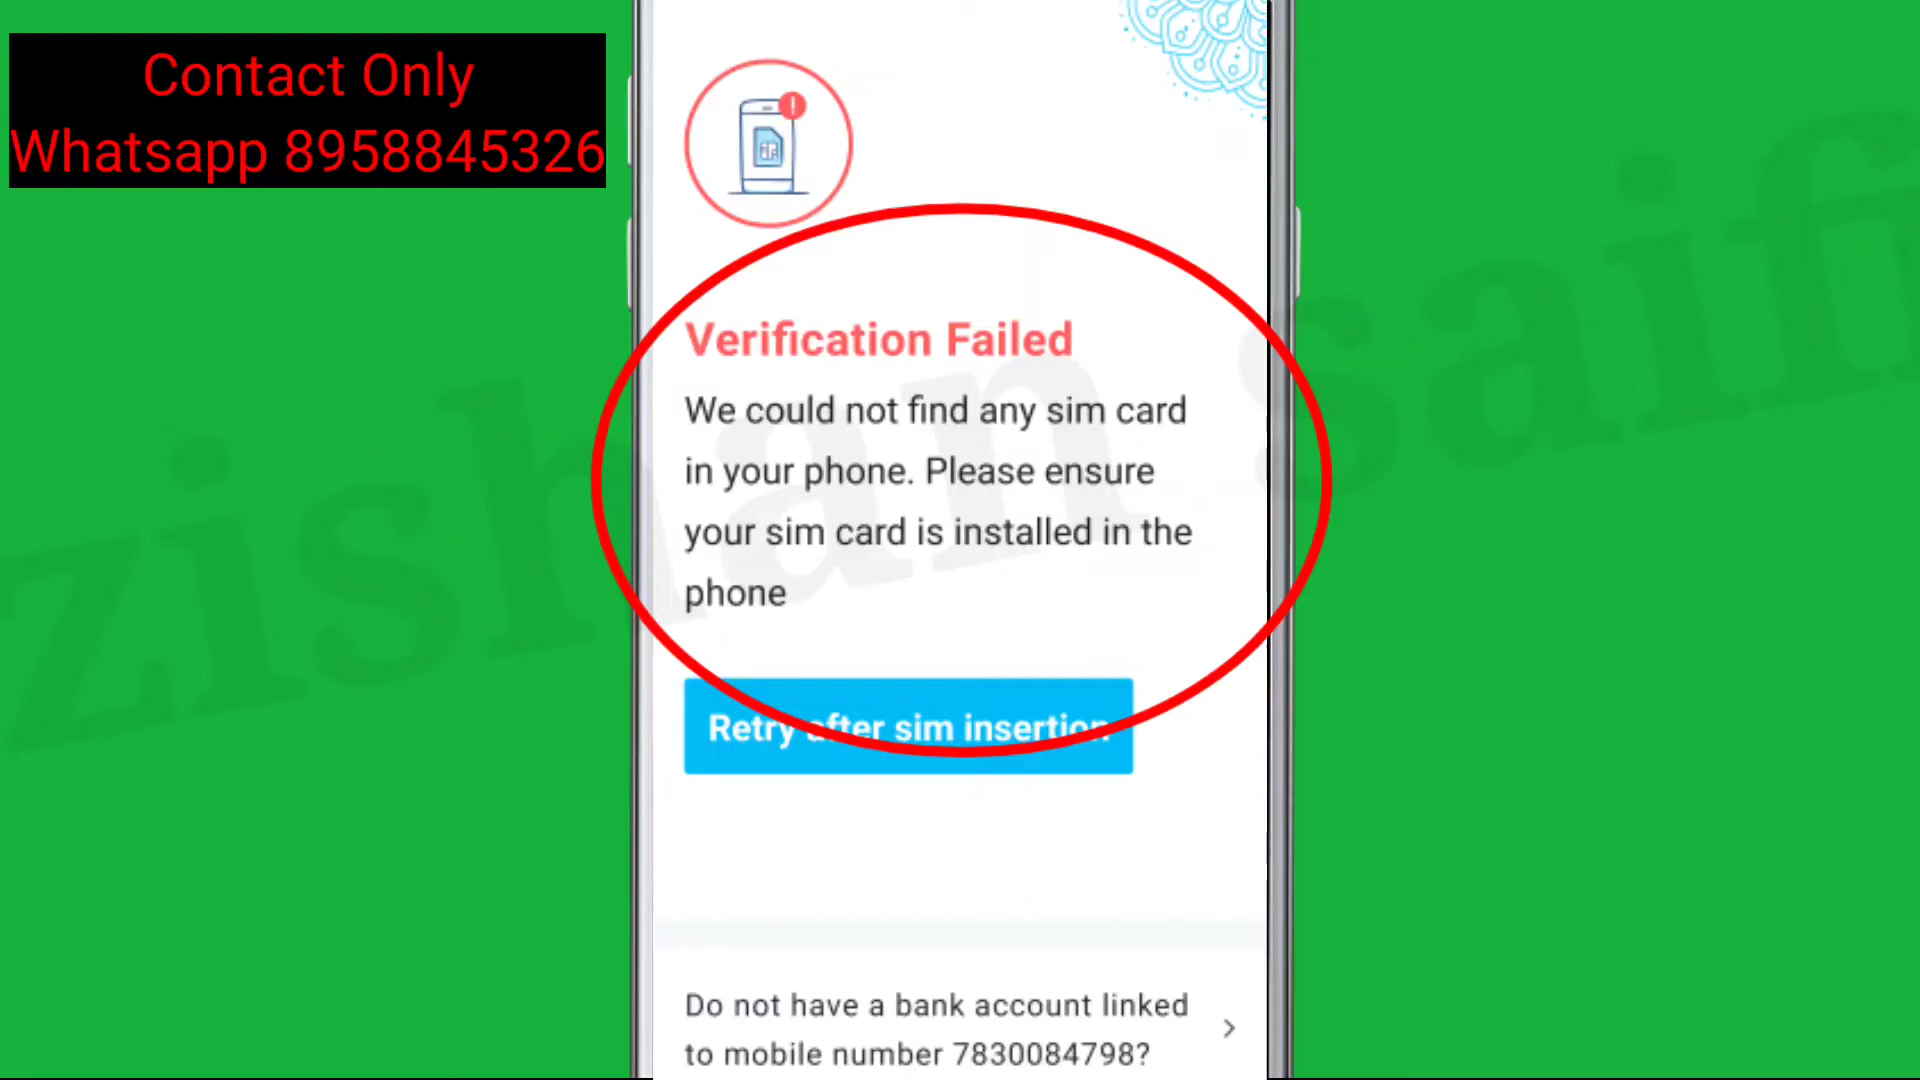 Contact Only
Whatsapp 8958845326
Verification Failed
We could not find any sim card
in your phone. Please ensure
your sim card is installed in the
phone
Retry after sim insertion
Do not have a bank account linked
to mobile number 7830084798?
zishan saifi